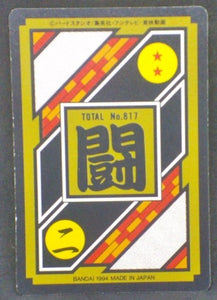 ©バードスタジオ/集英社・フジテレビ・東映動画
TOTAL No.817
闘
二
BANDAI 1994 MADE IN JAPAN